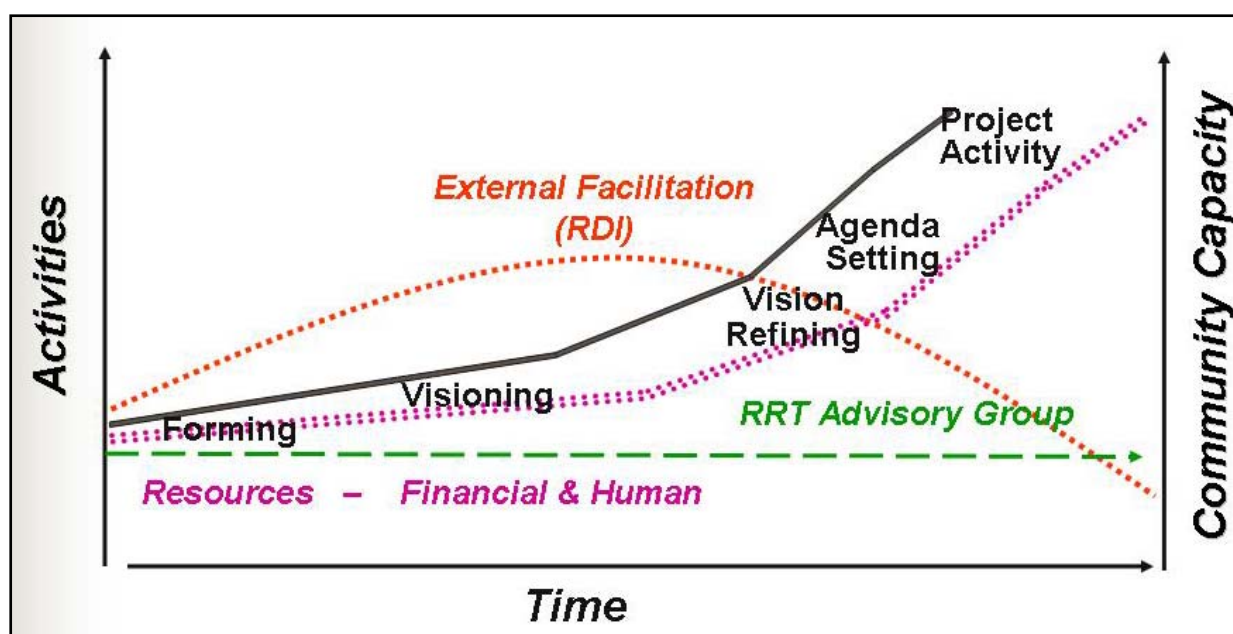 Project
Activity
External Facilitation
(RDI)
Agenda
Setting
Activities
Community Capacity
Vision
Refining
Visioning
RRT Advisory Group
Forming
Resources – Financial & Human
Time